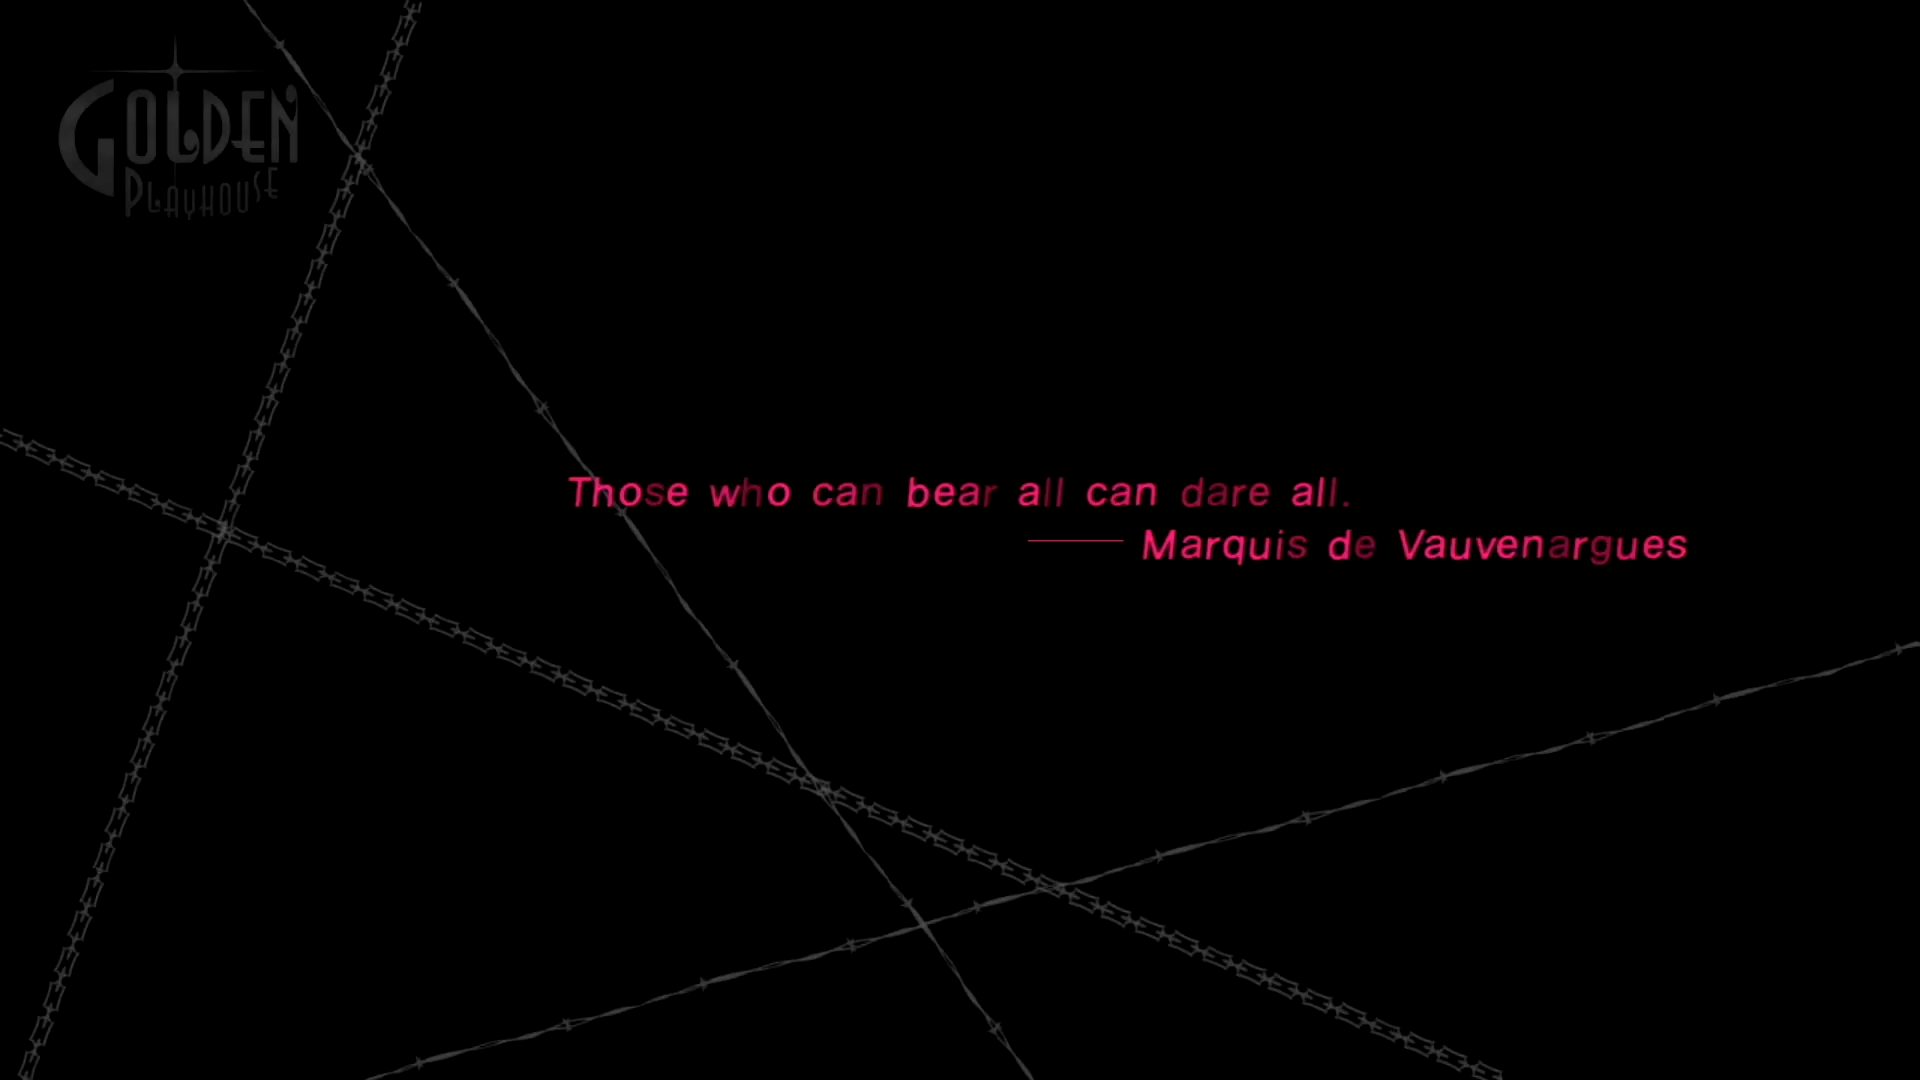 GOLDEN
PLAYHOUSE
Those who can bear all can dare all.
Marquis de Vauvenargues